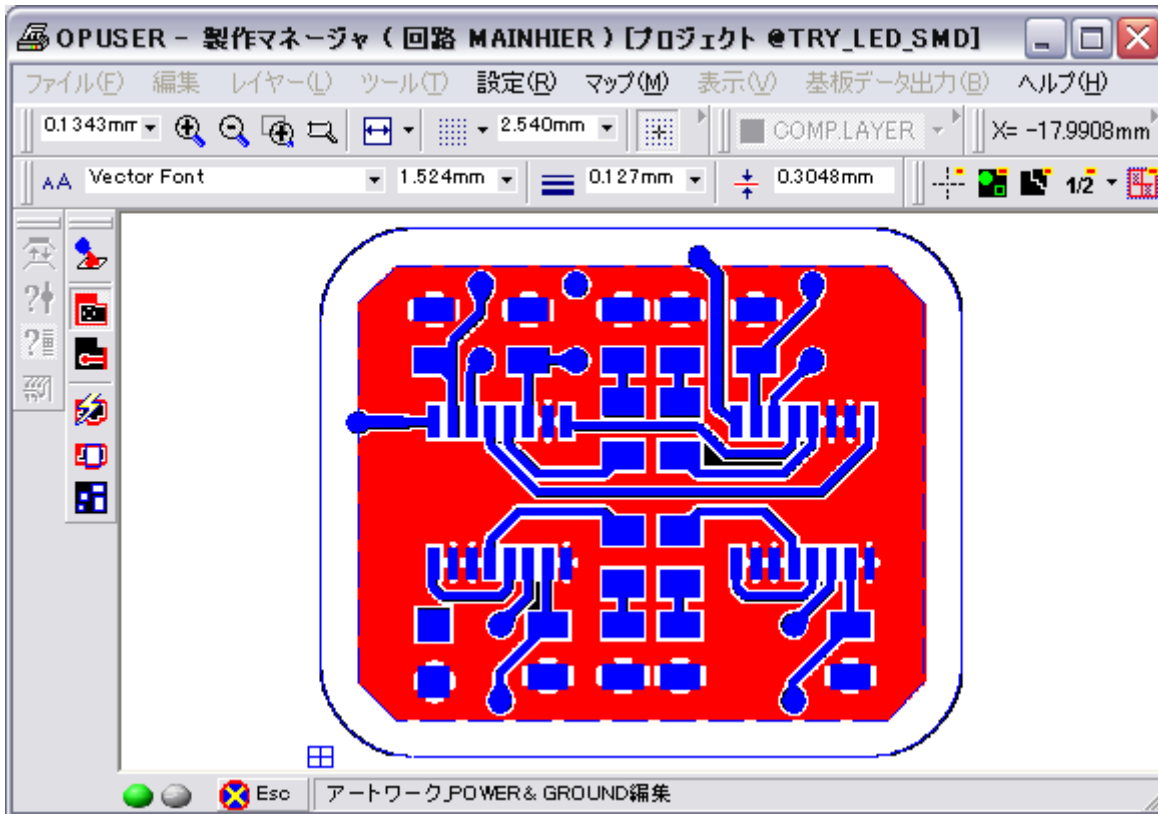 OPUSER - 製作マネージャ ( 回路 MAINHIER ) [プロジェクト @TRY_LED_SMD]
ファイル(F) 編集 レイヤー(L) ツール(T) 設定(R) マップ(M) 表示(V) 基板データ出力(B) ヘルプ(H)
0.1343mm 2.540mm COMP.LAYER X= -17.9908mm
AA Vector Font 1.524mm 0.127mm 0.3048mm 1/2
Esc アートワーク,POWER& GROUND編集